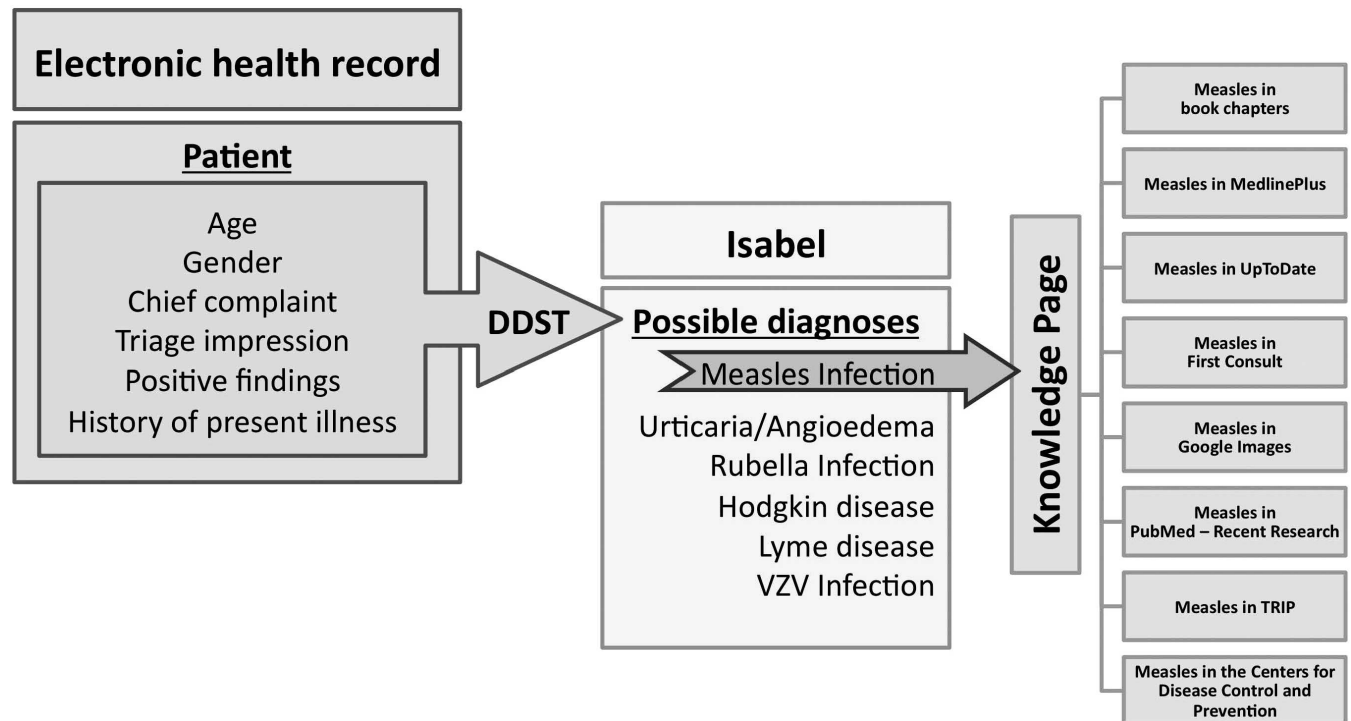 Electronic health record
Patient
Age
Gender
Chief complaint
Triage impression
Positive findings
History of present illness
DDST
Isabel
Possible diagnoses
Measles Infection
Urticaria/Angioedema
Rubella Infection
Hodgkin disease
Lyme disease
VZV Infection
Knowledge Page
Measles in
book chapters
Measles in MedlinePlus
Measles in UpToDate
Measles in
First Consult
Measles in
Google Images
Measles in
PubMed – Recent Research
Measles in TRIP
Measles in the Centers for
Disease Control and
Prevention